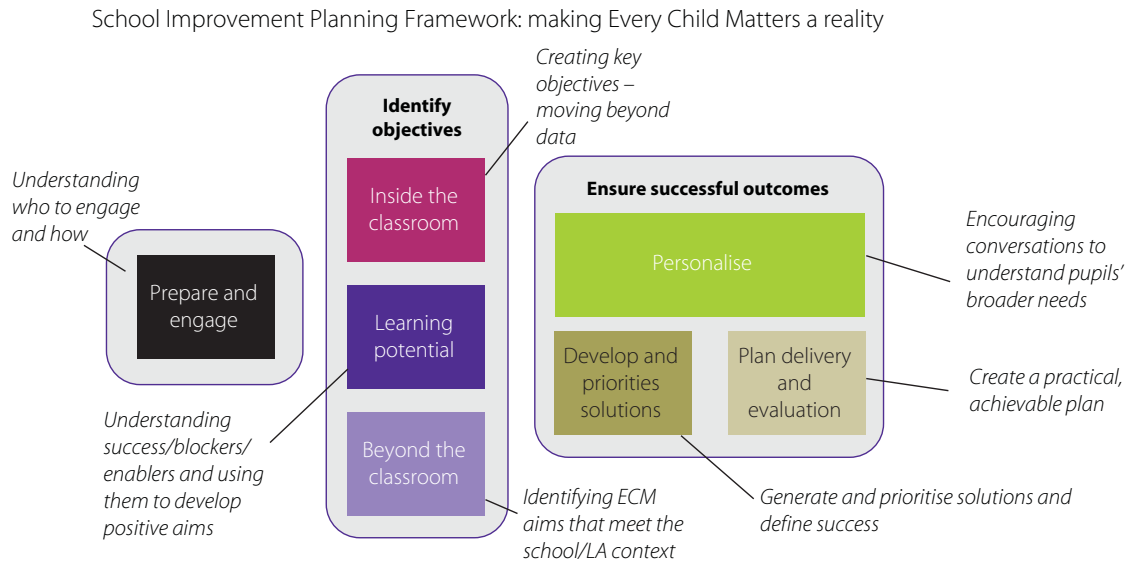 School Improvement Planning Framework: making Every Child Matters a reality
Understanding
who to engage
and how
Prepare and
engage
Identify
objectives
Inside the
classroom
Creating key
objectives –
moving beyond
data
Learning
potential
Understanding
success/blockers/
enablers and using
them to develop
positive aims
Beyond the
classroom
Identifying ECM
aims that meet the
school/LA context
Ensure successful outcomes
Personalise
Encouraging
conversations to
understand pupils’
broader needs
Develop and
priorities
solutions
Generate and prioritise solutions and
define success
Plan delivery
and
evaluation
Create a practical,
achievable plan